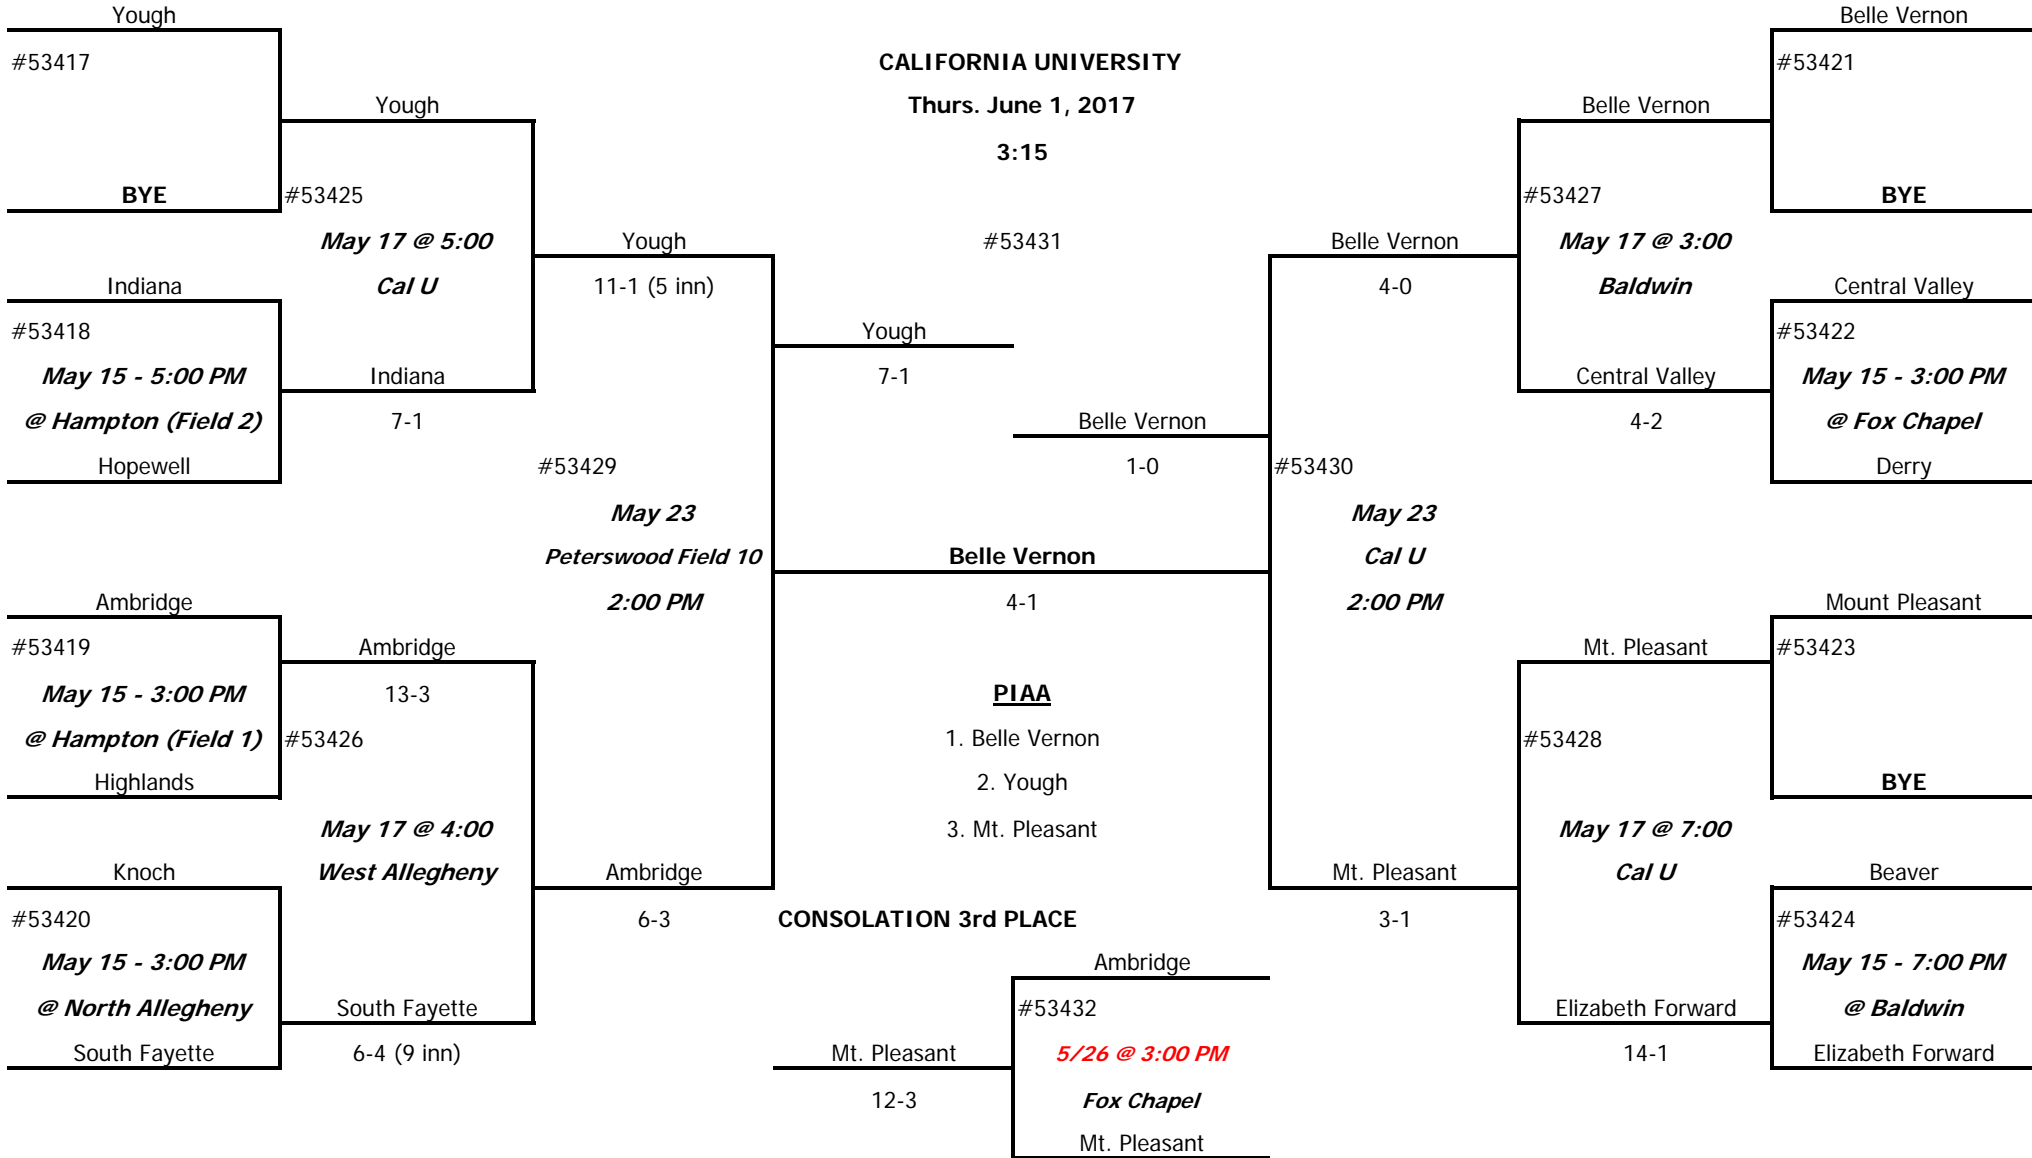 Yough
#53417
BYE
Indiana
#53418
May 15 - 5:00 PM
@ Hampton (Field 2)
Hopewell
Ambridge
#53419
May 15 - 3:00 PM
@ Hampton (Field 1)
Highlands
Knoch
#53420
May 15 - 3:00 PM
@ North Allegheny
South Fayette
Yough
#53425
May 17 @ 5:00
Cal U
Indiana
7-1
Ambridge
13-3
#53426
May 17 @ 4:00
West Allegheny
South Fayette
6-4 (9 inn)
Yough
11-1 (5 inn)
#53429
May 23
Peterswood Field 10
2:00 PM
Ambridge
6-3
CALIFORNIA UNIVERSITY
Thurs. June 1, 2017
3:15
#53431
Yough
7-1
Belle Vernon
1-0
Belle Vernon
4-1
PIAA
1. Belle Vernon
2. Yough
3. Mt. Pleasant
CONSOLATION 3rd PLACE
Ambridge
#53432
5/26 @ 3:00 PM
Fox Chapel
Mt. Pleasant
Mt. Pleasant
12-3
Belle Vernon
4-0
#53430
May 23
Cal U
2:00 PM
Mt. Pleasant
3-1
Belle Vernon
#53427
May 17 @ 3:00
Baldwin
Central Valley
4-2
Mt. Pleasant
#53428
May 17 @ 7:00
Cal U
Elizabeth Forward
14-1
Belle Vernon
#53421
BYE
Central Valley
#53422
May 15 - 3:00 PM
@ Fox Chapel
Derry
Mount Pleasant
#53423
BYE
Beaver
#53424
May 15 - 7:00 PM
@ Baldwin
Elizabeth Forward